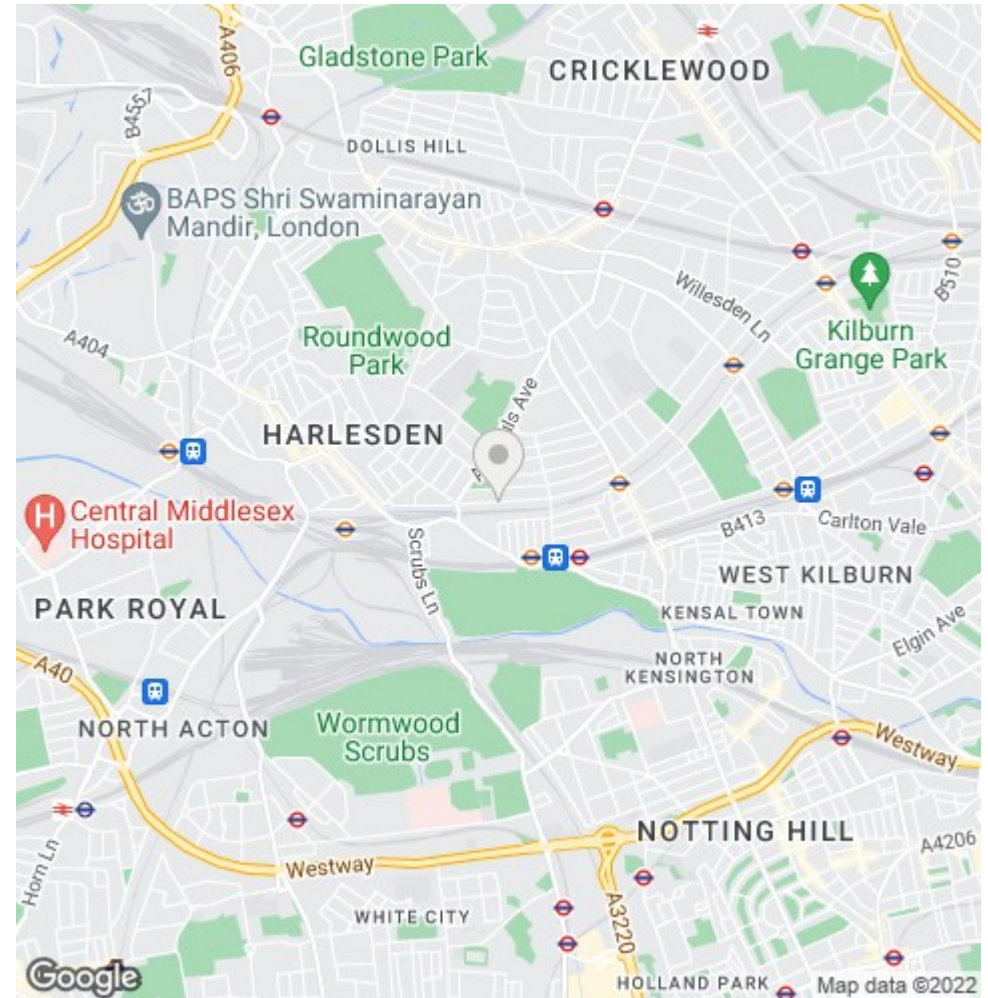 A406
Gladstone Park
CRICKLEWOOD
B4557
DOLLIS HILL
BAPS Shri Swaminarayan
Mandir, London
B510
Willesden Ln
A404
Roundwood
Park
Kilburn
Grange Park
HARLESDEN
Central Middlesex
Hospital
H
Scrubs Ln
B413
Carlton Vale
WEST KILBURN
PARK ROYAL
KENSAL TOWN
Elgin Ave
NORTH
KENSINGTON
A40
NORTH ACTON
Wormwood
Scrubs
Westway
NOTTING HILL
A4206
Horn Ln
Westway
A3220
WHITE CITY
HOLLAND PARK
Google
Map data ©2022